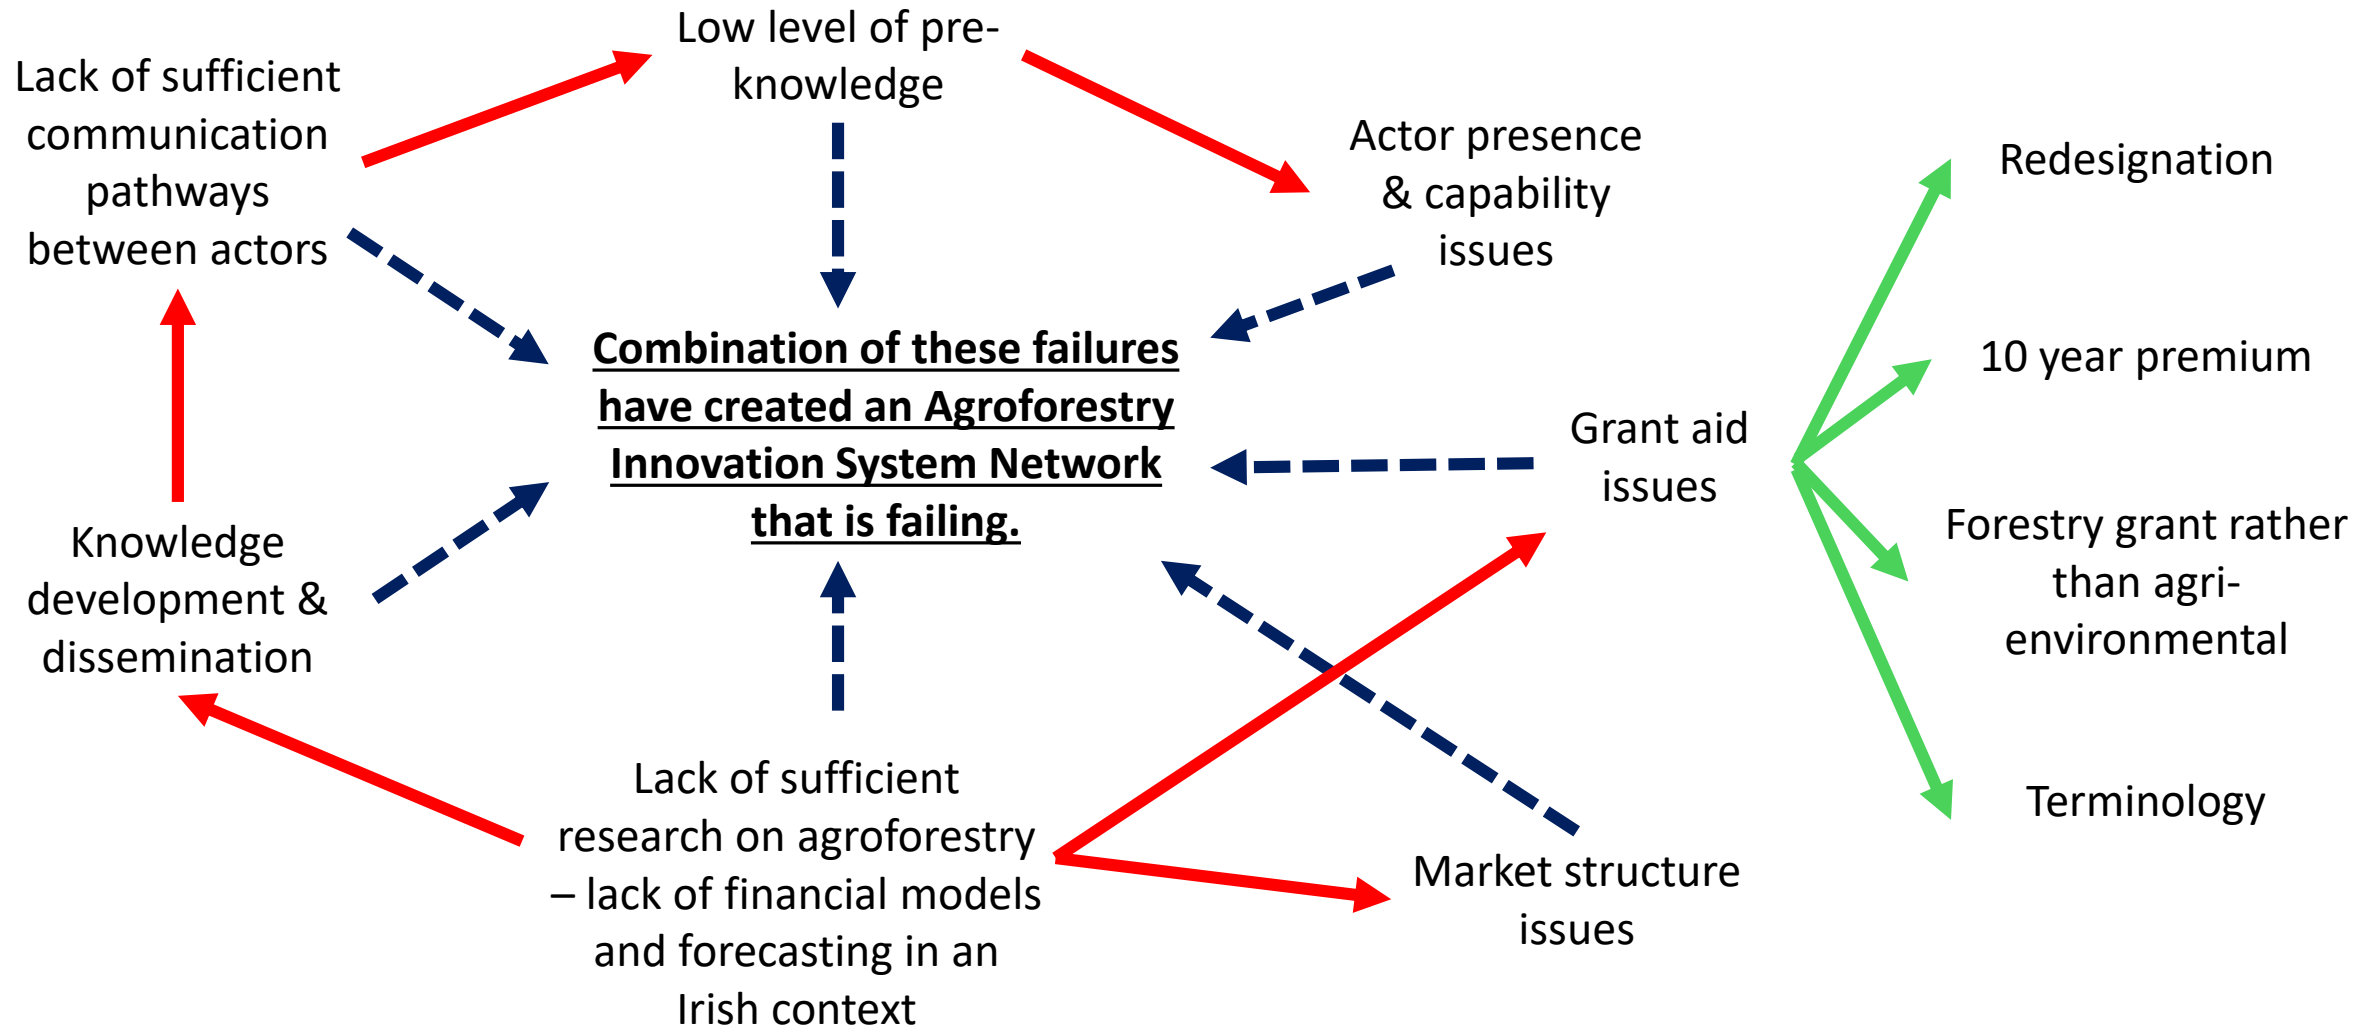 Low level of pre-
knowledge
Lack of sufficient
communication
pathways
between actors
Actor presence
& capability
issues
Redesignation
Combination of these failures
have created an Agroforestry
Innovation System Network
that is failing.
10 year premium
Grant aid
issues
Knowledge
development &
dissemination
Forestry grant rather
than agri-
environmental
Lack of sufficient
research on agroforestry
– lack of financial models
and forecasting in an
Irish context
Market structure
issues
Terminology